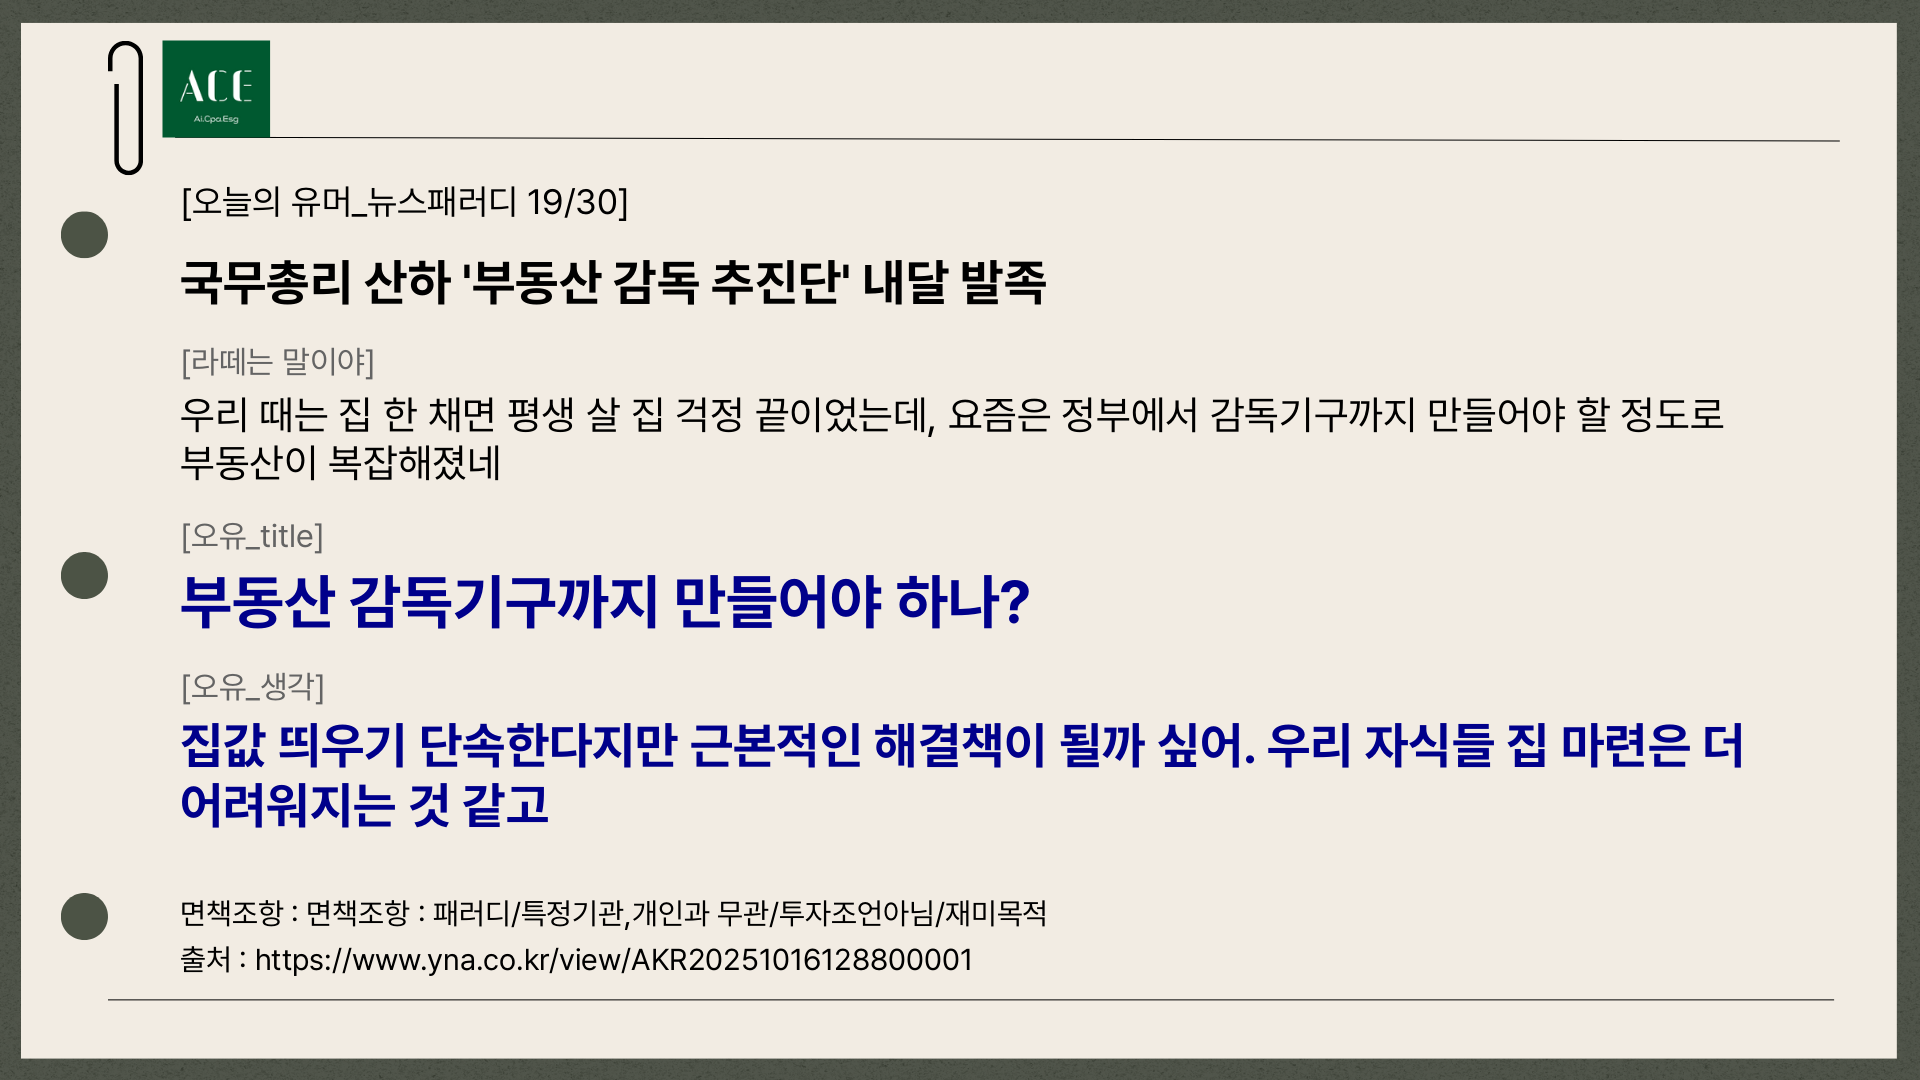 ACE
Ai.Cpa.Esg
[오늘의 유머_뉴스패러디 19/30]
국무총리 산하 '부동산 감독 추진단' 내달 발족
[라떼는 말이야]
우리 때는 집 한 채면 평생 살 집 걱정 끝이었는데, 요즘은 정부에서 감독기구까지 만들어야 할 정도로
부동산이 복잡해졌네
[오유_title]
부동산 감독기구까지 만들어야 하나?
[오유_생각]
집값 띄우기 단속한다지만 근본적인 해결책이 될까 싶어. 우리 자식들 집 마련은 더
어려워지는 것 같고
면책조항 : 면책조항 : 패러디/특정기관,개인과 무관/투자조언아님/재미목적
출처 : https://www.yna.co.kr/view/AKR20251016128800001